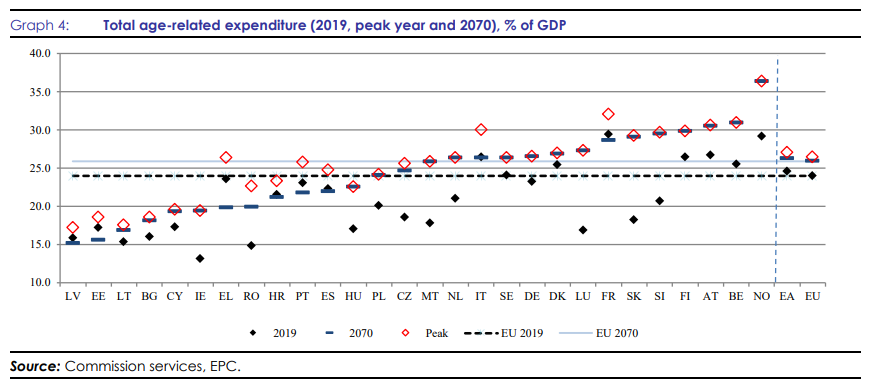 Graph 4: Total age-related expenditure (2019, peak year and 2070), % of GDP
40.0
35.0
30.0
25.0
20.0
15.0
10.0
LV EE LT BG CY IE EL RO HR PT ES HU PL CZ MT NL IT SE DE DK LU FR SK SI FI AT BE NO EA EU
2019 2070 Peak EU 2019 EU 2070
Source: Commission services, EPC.